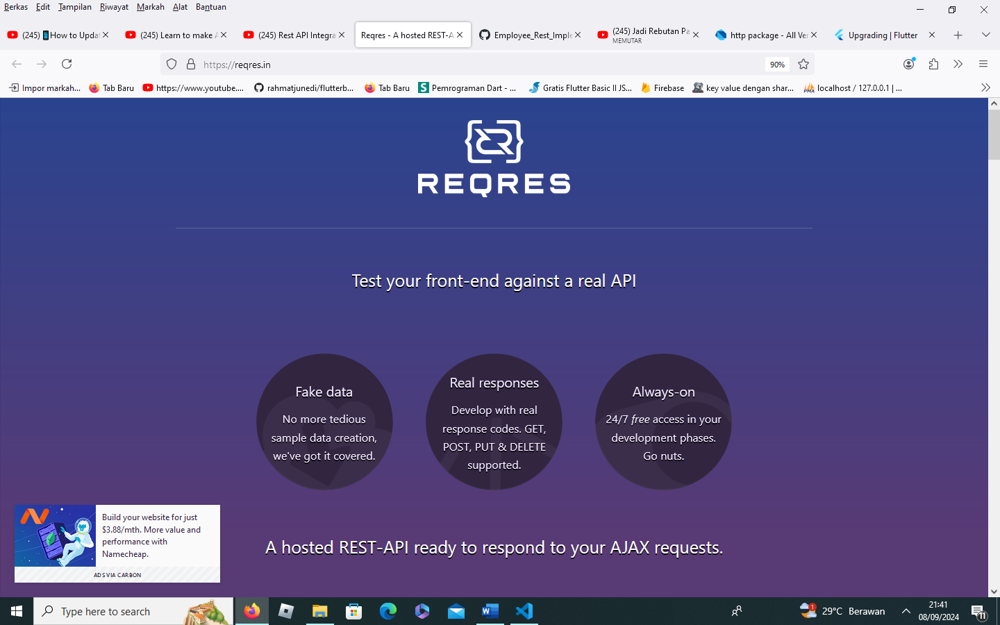 Berkas Edit Tampilan Riwayat Markah Alat Bantuan
(245) How to Updat
(245) Learn to make A
(245) Rest API Integra
Reqres - A hosted REST-A
Employee_Rest_Imple
(245) Jadi Rebutan Pa
MEMUTAR
http package - All Ver
Upgrading | Flutter
https://reqres.in
90%
Impor markah...
Tab Baru
https://www.youtube....
rahmatjunedi/flutterb...
Tab Baru
Pemrograman Dart - ...
Gratis Flutter Basic II JS...
Firebase
key value dengan shar...
localhost / 127.0.0.1 | ...
REQRES
Test your front-end against a real API
Fake data
No more tedious
sample data creation,
we've got it covered.
Real responses
Develop with real
response codes. GET,
POST, PUT & DELETE
supported.
Always-on
24/7 free access in your
development phases.
Go nuts.
Build your website for just
$3.88/mth. More value and
performance with
Namecheap.
ADS VIA CARBON
A hosted REST-API ready to respond to your AJAX requests.
Type here to search
1
29°C Berawan
21:41
08/09/2024
11